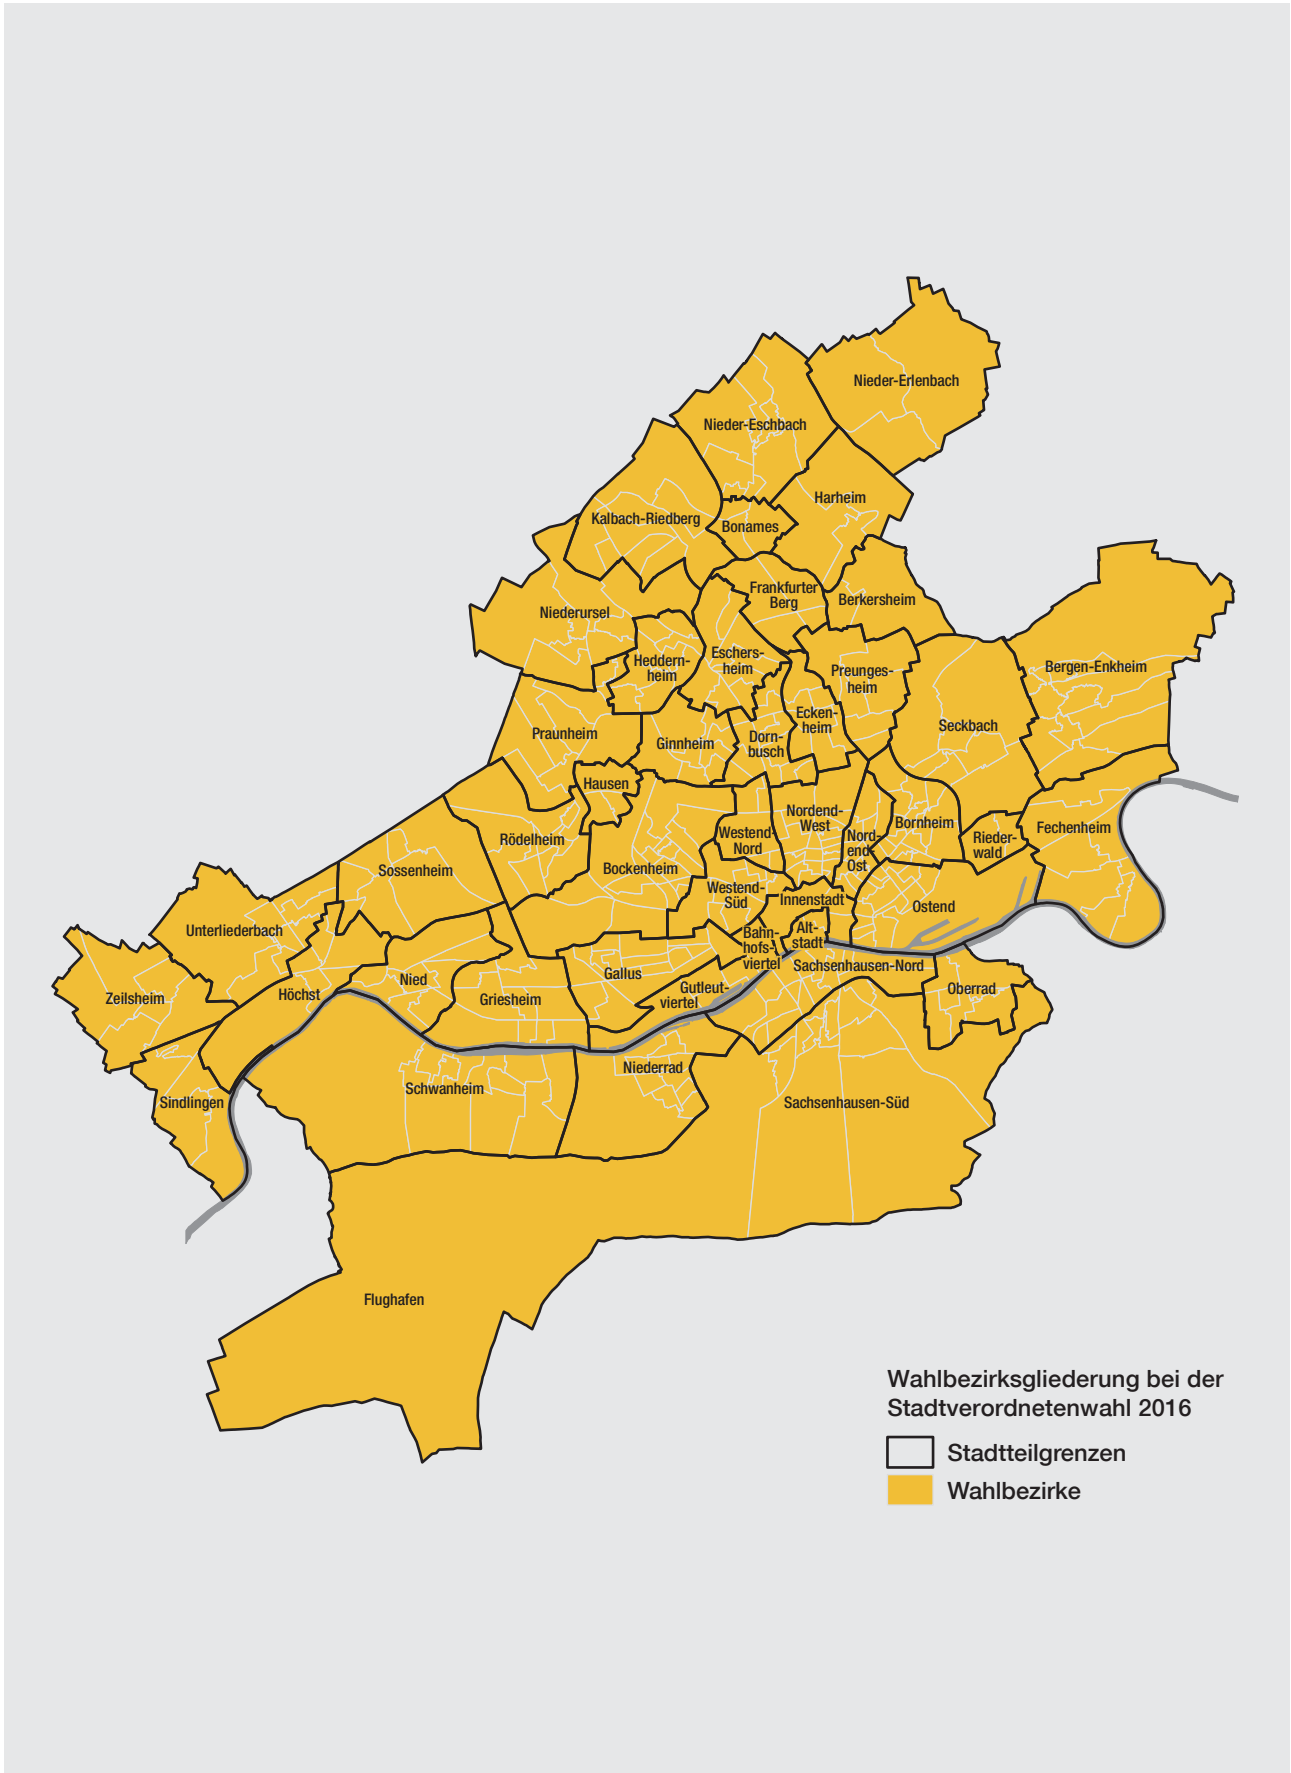 Nieder-Erlenbach
Nieder-Eschbach
Harheim
Kalbach-Riedberg
Bonames
Frankfurter
Berg
Berkersheim
Niederursel
Heddern-
heim
Eschers-
heim
Preunges-
heim
Bergen-Enkheim
Praunheim
Ginnheim
Dorn-
busch
Ecken-
heim
Seckbach
Hausen
Rödelheim
Westend-
Nord
Nordend-
West
Nord-
end-
Ost
Bornheim
Rieder-
wald
Fechenheim
Sossenheim
Bockenheim
Westend-
Süd
Innenstadt
Ostend
Unterliederbach
Bahn-
hofs-
viertel
Alt-
stadt
Zeilsheim
Höchst
Nied
Griesheim
Gallus
Gutleut-
viertel
Sachsenhausen-Nord
Oberrad
Sindlingen
Schwanheim
Niederrad
Sachsenhausen-Süd
Flughafen
Wahlbezirksgliederung bei der
Stadtverordnetenwahl 2016
Stadtteilgrenzen
Wahlbezirke